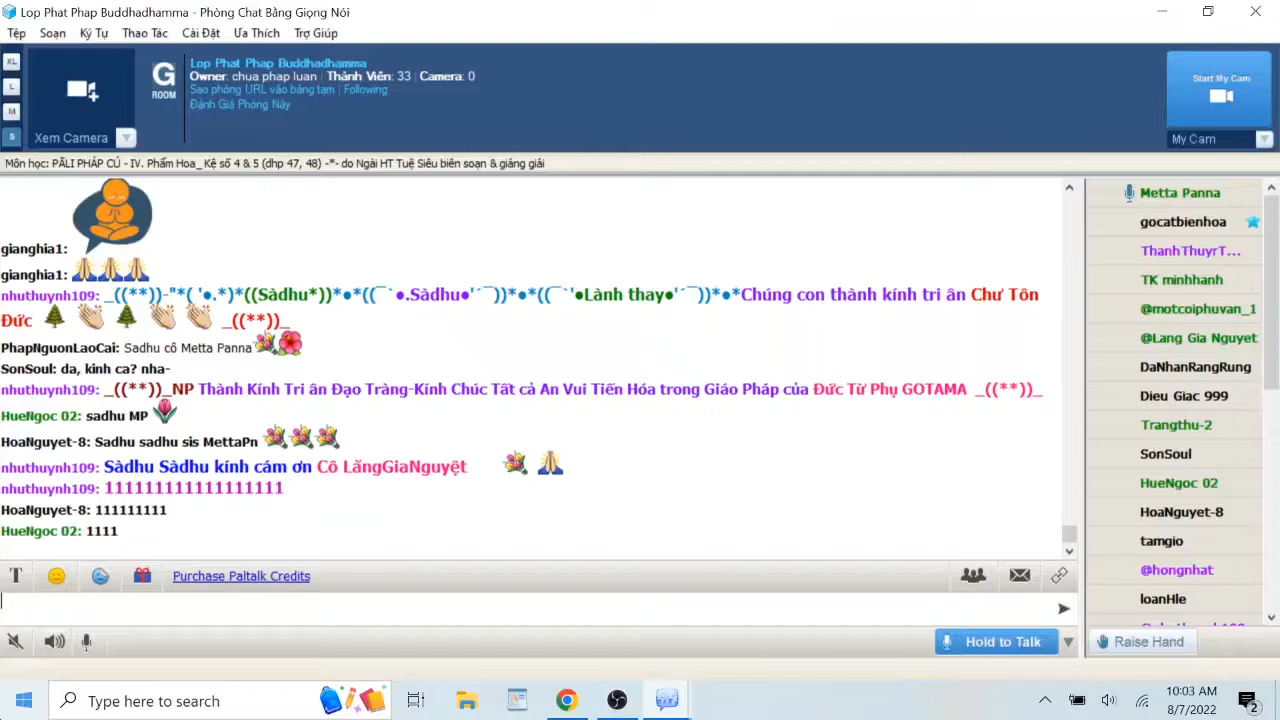 Lop Phat Phap Buddhadhamma - Phòng Chat Bằng Giọng Nói
Tệp Soạn Ký Tự Thao Tác Cài Đặt Ưa Thích Trợ Giúp
XL
L
M
S
Xem Camera
G
ROOM
Lop Phat Phap Buddhadhamma
Owner: chua phap luan | Thành Viên: 33 | Camera: 0
Sao phòng URL vào bảng tạm | Following
Đánh Giá Phòng Này
Start My Cam
My Cam
Môn học: PĀLI PHÁP CÚ - IV. Phẩm Hoa_ Kệ số 4 & 5 (dhp 47, 48) -*- do Ngài HT Tuệ Siêu biên soạn & giảng giải
gianghia1:
gianghia1:
nhuthuynh109: _((**))-"*( '●.*)*((Sàdhu*))*●*((¯`●.Sàdhu●'´¯))*●*((¯`'●Lành thay●'´¯))*●*Chúng con thành kính tri ân Chư Tôn
Đức _((**))_
PhapNguonLaoCai: Sadhu cô Metta Panna
SonSoul: da, kinh ca? nha-
nhuthuynh109: _((**))_NP Thành Kính Tri ân Đạo Tràng-Kính Chúc Tất cả An Vui Tiến Hóa trong Giáo Pháp của Đức Từ Phụ GOTAMA _((**))_
HueNgoc 02: sadhu MP
HoaNguyet-8: Sadhu sadhu sis MettaPn
nhuthuynh109: Sàdhu Sàdhu kính cám ơn Cô LăngGiaNguyệt
nhuthuynh109: 111111111111111111
HoaNguyet-8: 111111111
HueNgoc 02: 1111
Metta Panna
gocatbienhoa
ThanhThuyrT...
TK minhhanh
@motcoiphuvan_1
@Lang Gia Nguyet
DaNhanRangRung
Dieu Giac 999
Trangthu-2
SonSoul
HueNgoc 02
HoaNguyet-8
tamgio
@hongnhat
loanHle
T
Purchase Paltalk Credits
Hold to Talk
Raise Hand
Type here to search
10:03 AM
8/7/2022
2